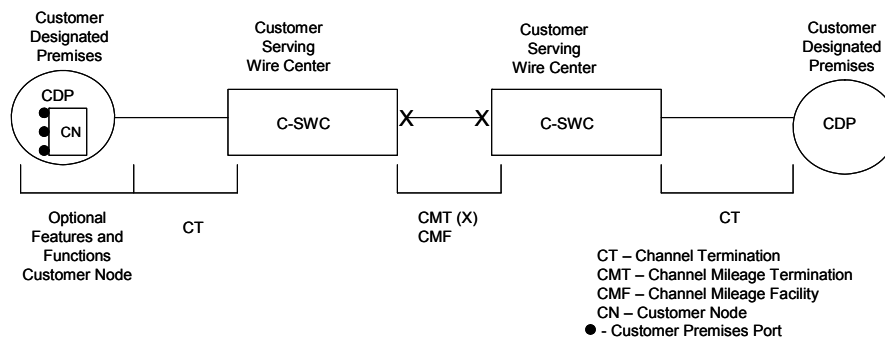 Customer
Designated
Premises
Customer
Serving
Wire Center
Customer
Serving
Wire Center
Customer
Designated
Premises
CDP
CN
C-SWC
X
X
C-SWC
CDP
Optional
Features and
Functions
Customer Node
CT
CMT (X)
CMF
CT
CT – Channel Termination
CMT – Channel Mileage Termination
CMF – Channel Mileage Facility
CN – Customer Node
● - Customer Premises Port